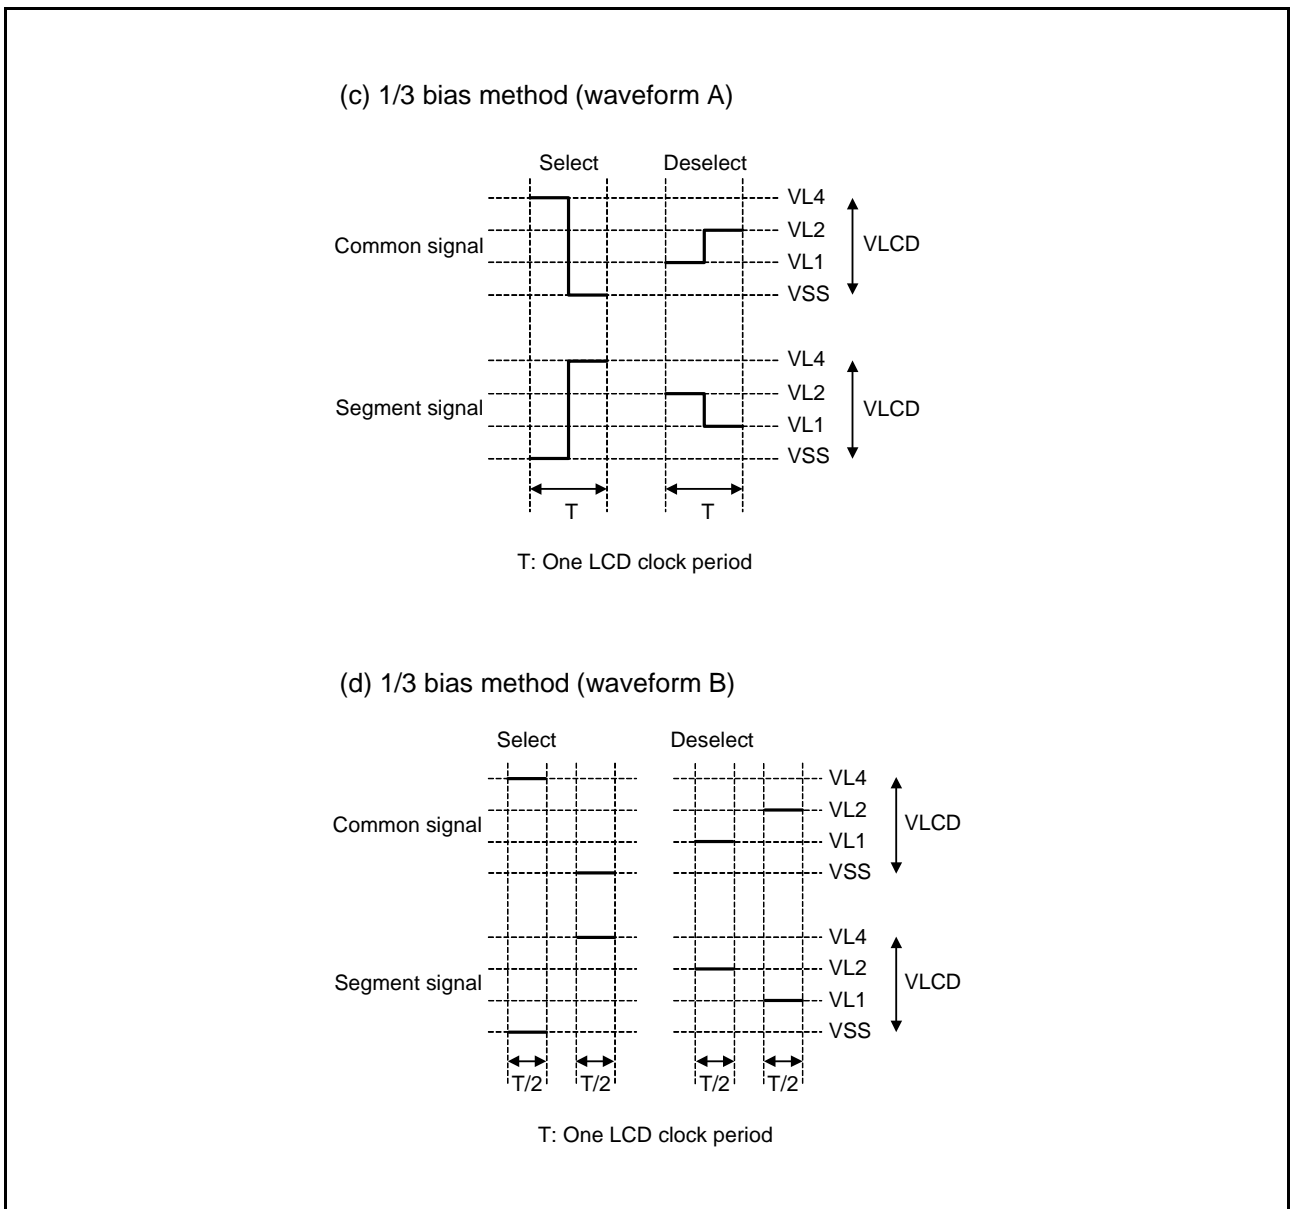 (c) 1/3 bias method (waveform A)
Select Deselect
VL4
VL2
Common signal VLCD
VL1
VSS
VL4
VL2
Segment signal VLCD
VL1
VSS
T T
T: One LCD clock period
(d) 1/3 bias method (waveform B)
Select Deselect
VL4
VL2
Common signal VLCD
VL1
VSS
VL4
VL2
Segment signal VLCD
VL1
VSS
T/2 T/2 T/2 T/2
T: One LCD clock period